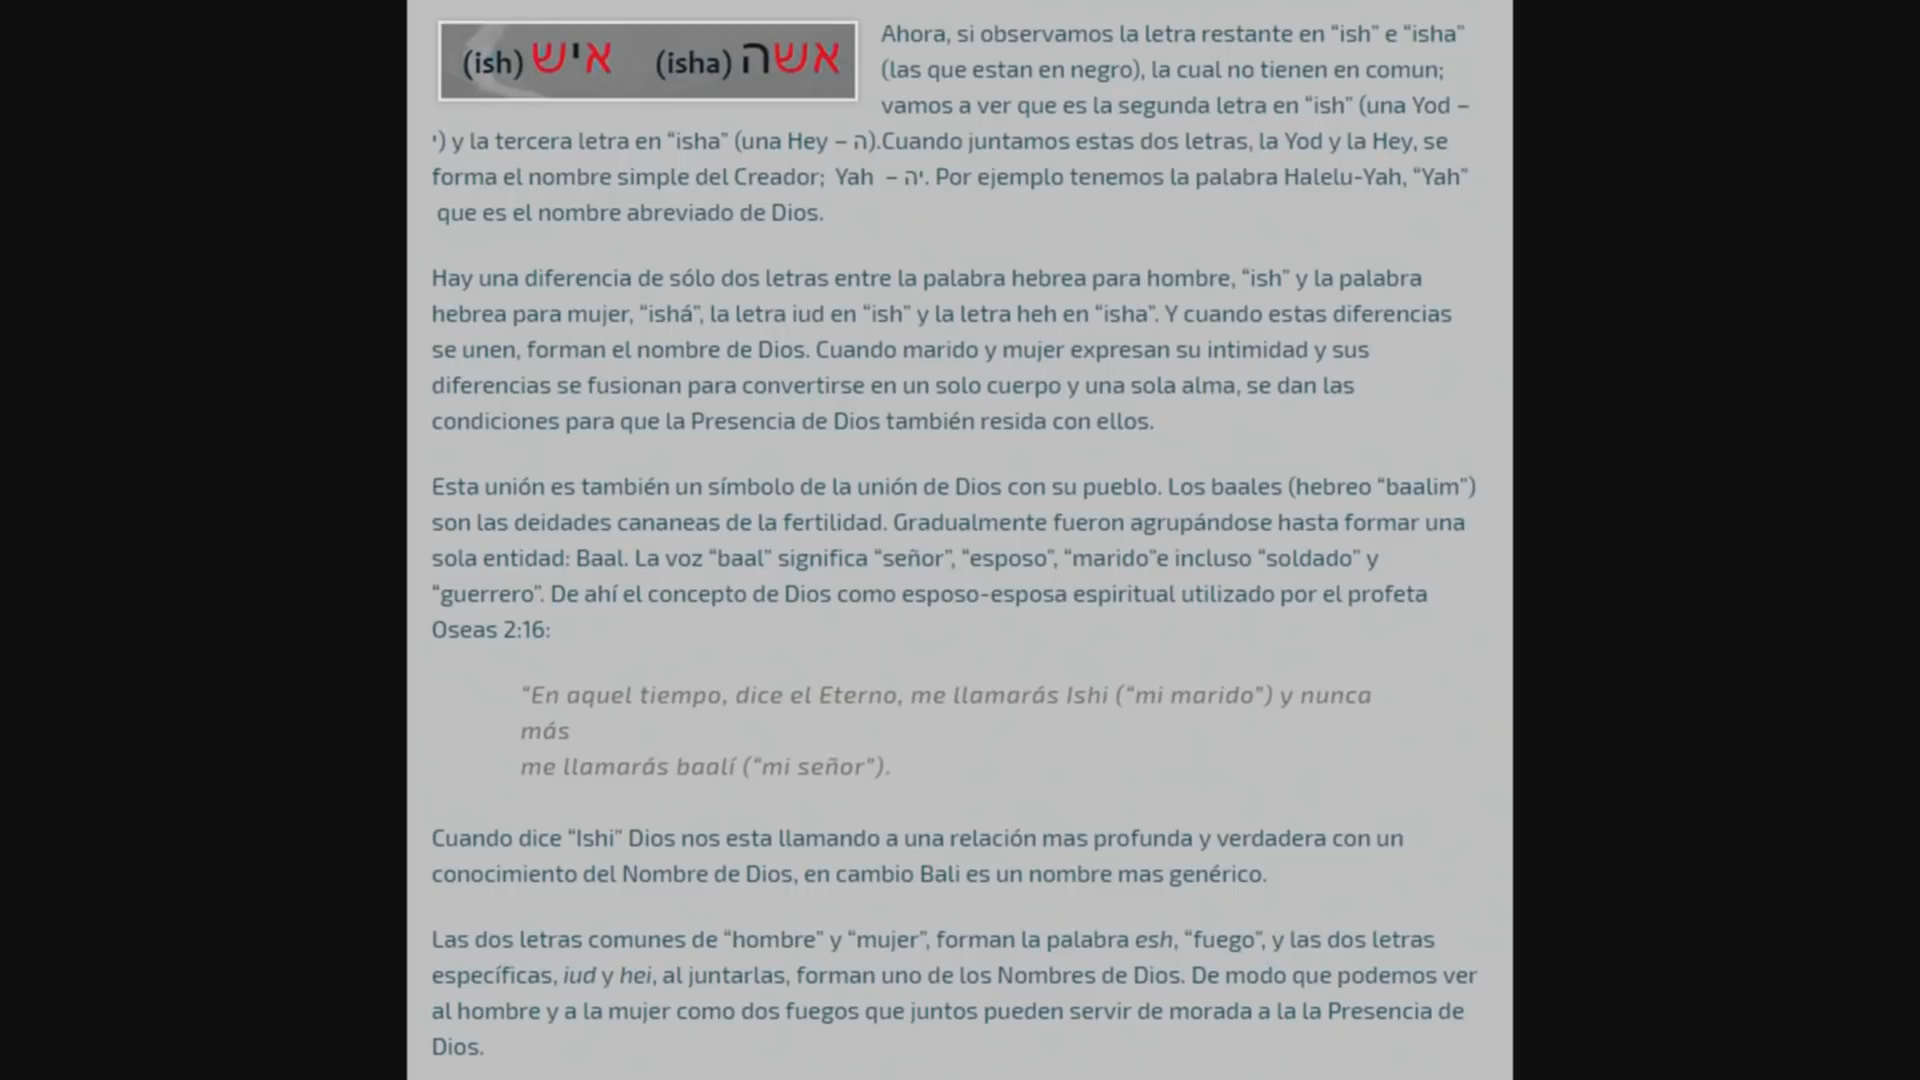 (ish) איש (isha) אשה
Ahora, si observamos la letra restante en “ish” e “isha”
(las que estan en negro), la cual no tienen en comun;
vamos a ver que es la segunda letra en “ish” (una Yod –
י) y la tercera letra en “isha” (una Hey – ה).Cuando juntamos estas dos letras, la Yod y la Hey, se
forma el nombre simple del Creador; Yah – יה. Por ejemplo tenemos la palabra Halelu-Yah, “Yah”
que es el nombre abreviado de Dios.
Hay una diferencia de sólo dos letras entre la palabra hebrea para hombre, “ish” y la palabra
hebrea para mujer, “ishá”, la letra iud en “ish” y la letra heh en “isha”. Y cuando estas diferencias
se unen, forman el nombre de Dios. Cuando marido y mujer expresan su intimidad y sus
diferencias se fusionan para convertirse en un solo cuerpo y una sola alma, se dan las
condiciones para que la Presencia de Dios también resida con ellos.
Esta unión es también un símbolo de la unión de Dios con su pueblo. Los baales (hebreo “baalim”)
son las deidades cananeas de la fertilidad. Gradualmente fueron agrupándose hasta formar una
sola entidad: Baal. La voz “baal” significa “señor”, “esposo”, “marido”e incluso “soldado” y
“guerrero”. De ahí el concepto de Dios como esposo-esposa espiritual utilizado por el profeta
Oseas 2:16:
“En aquel tiempo, dice el Eterno, me llamarás Ishi (“mi marido”) y nunca
más
me llamarás baalí (“mi señor”).
Cuando dice “Ishi” Dios nos esta llamando a una relación mas profunda y verdadera con un
conocimiento del Nombre de Dios, en cambio Bali es un nombre mas genérico.
Las dos letras comunes de “hombre” y “mujer”, forman la palabra esh, “fuego”, y las dos letras
específicas, iud y hei, al juntarlas, forman uno de los Nombres de Dios. De modo que podemos ver
al hombre y a la mujer como dos fuegos que juntos pueden servir de morada a la la Presencia de
Dios.